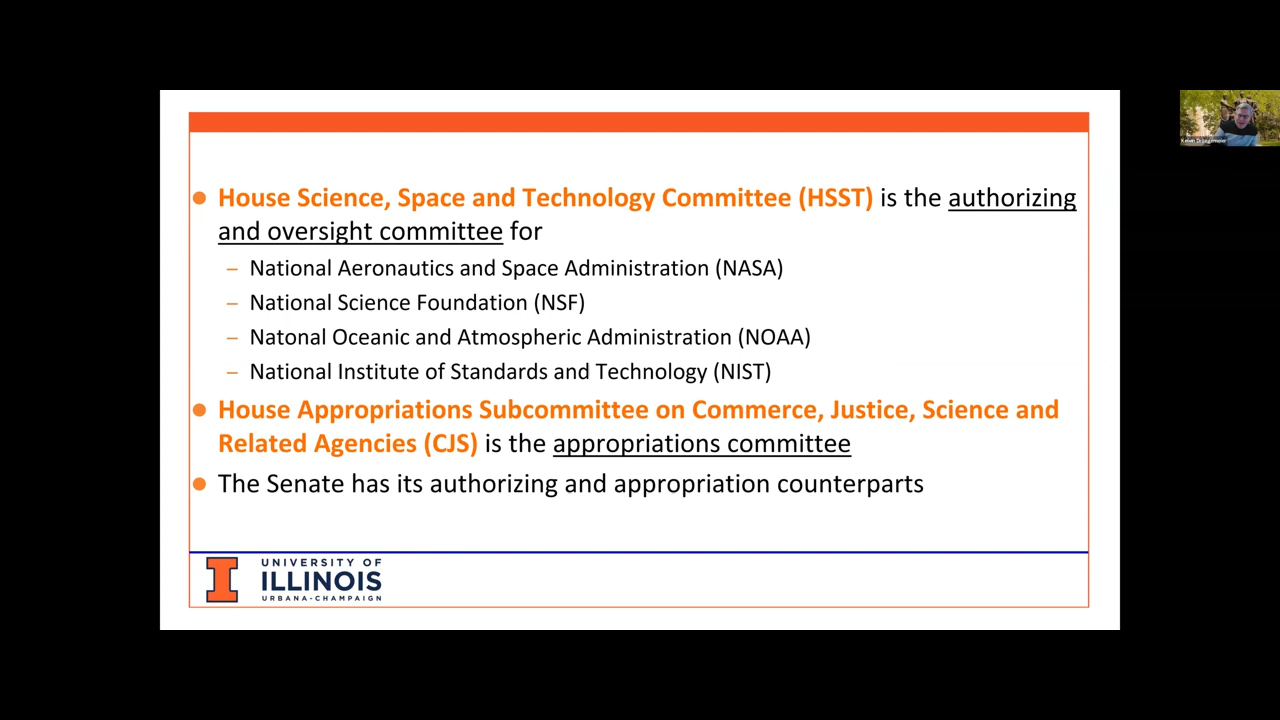 House Science, Space and Technology Committee (HSST) is the authorizing
and oversight committee for
– National Aeronautics and Space Administration (NASA)
– National Science Foundation (NSF)
– Natonal Oceanic and Atmospheric Administration (NOAA)
– National Institute of Standards and Technology (NIST)
House Appropriations Subcommittee on Commerce, Justice, Science and
Related Agencies (CJS) is the appropriations committee
The Senate has its authorizing and appropriation counterparts
UNIVERSITY OF
ILLINOIS
URBANA-CHAMPAIGN
Kelvin Droegemeier